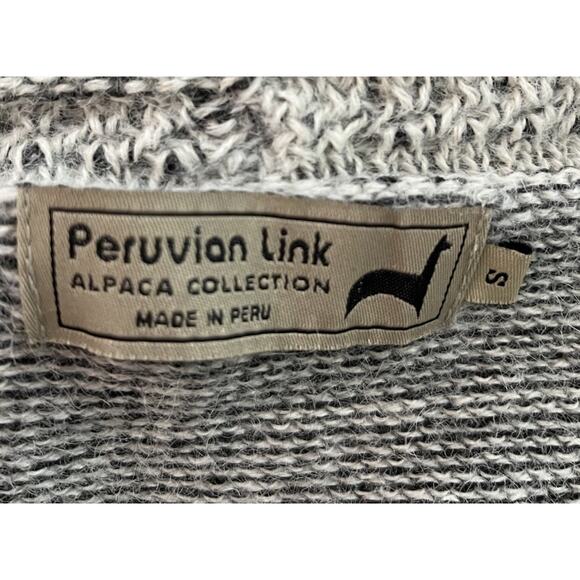 Peruvian Link
ALPACA COLLECTION
MADE IN PERU
S